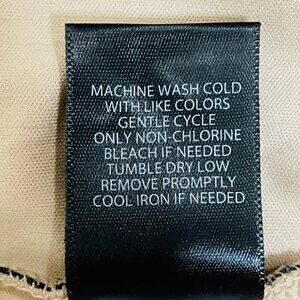 MACHINE WASH COLD
WITH LIKE COLORS
GENTLE CYCLE
ONLY NON-CHLORINE
BLEACH IF NEEDED
TUMBLE DRY LOW
REMOVE PROMPTLY
COOL IRON IF NEEDED